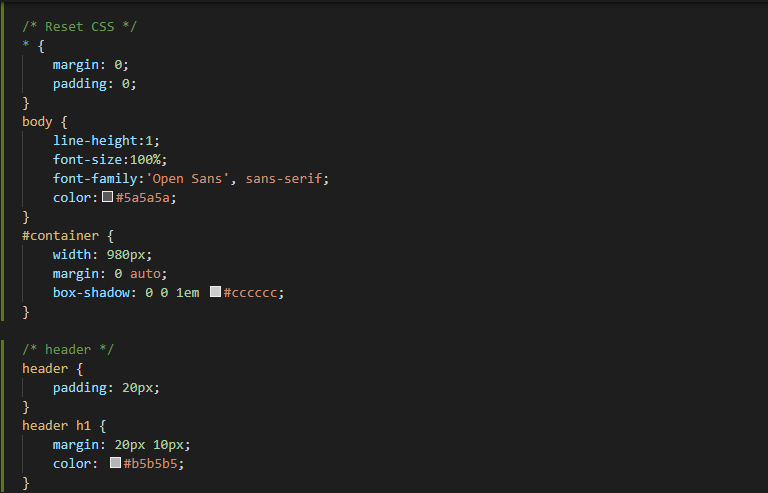 /* Reset CSS */
* {
    margin: 0;
    padding: 0;
}
body {
    line-height:1;
    font-size:100%;
    font-family:'Open Sans', sans-serif;
    color:#5a5a5a;
}
#container {
    width: 980px;
    margin: 0 auto;
    box-shadow: 0 0 1em #cccccc;
}

/* header */
header {
    padding: 20px;
}
header h1 {
    margin: 20px 10px;
    color: #b5b5b5;
}